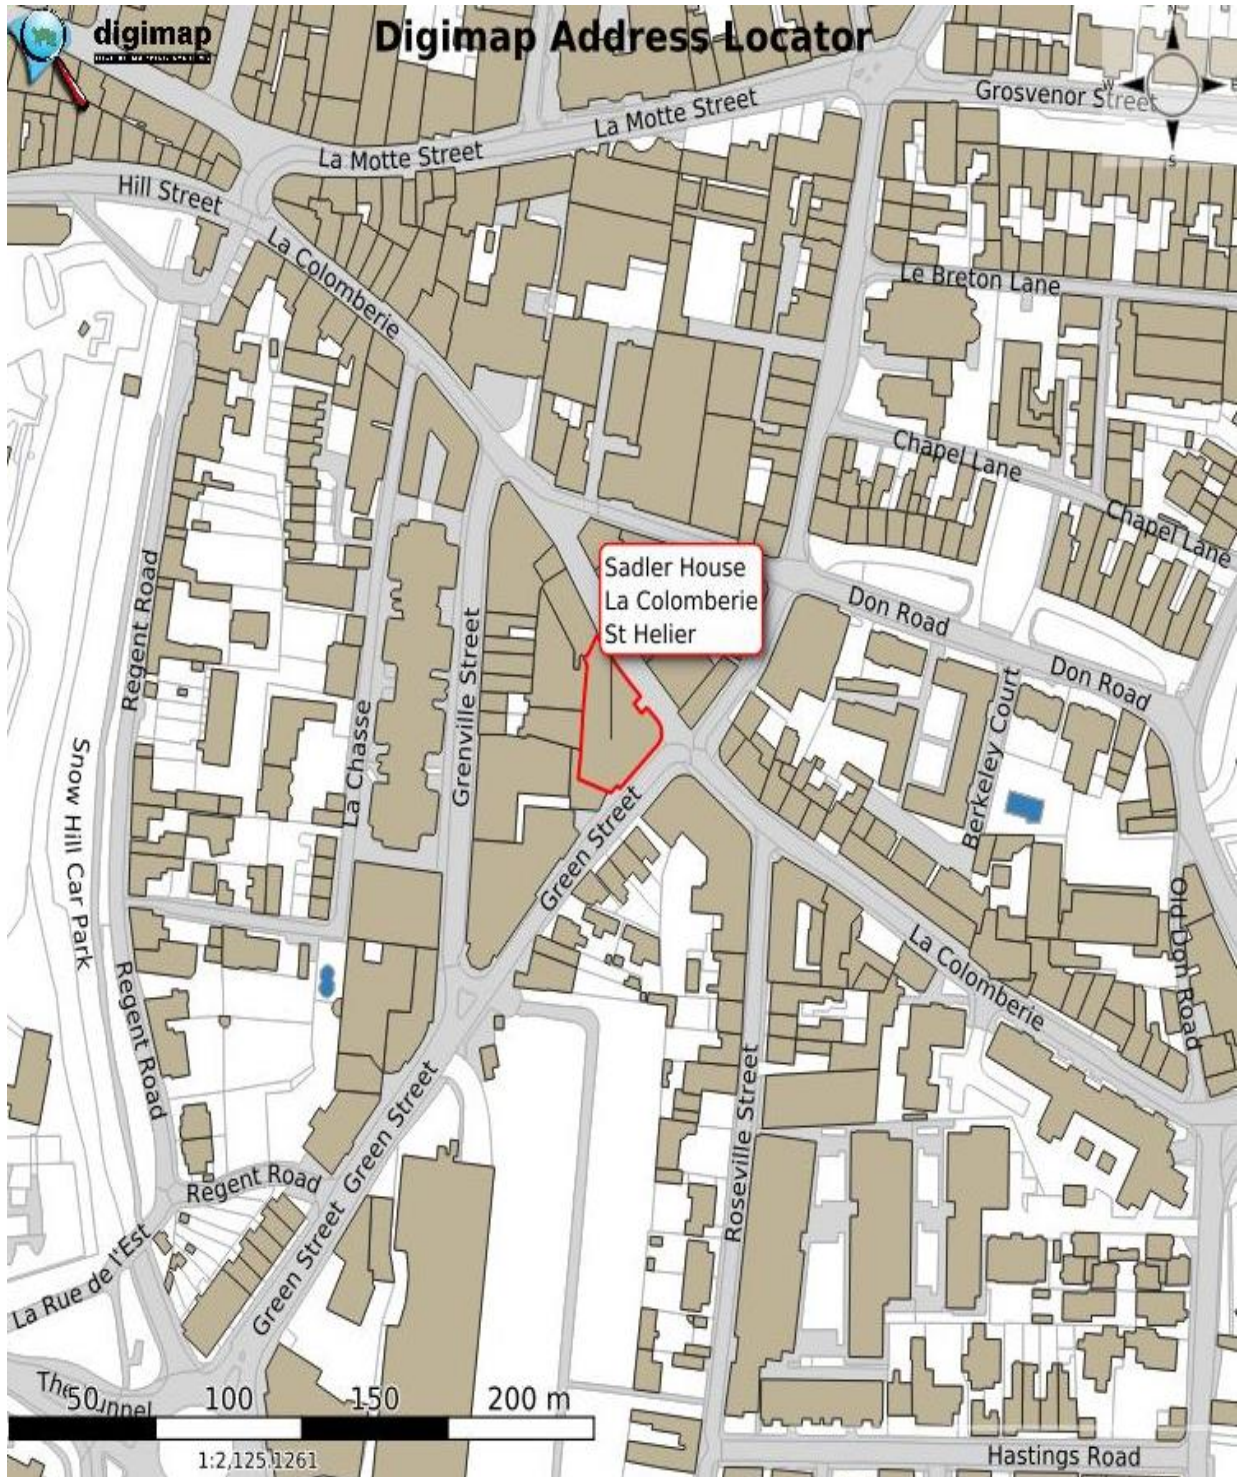 digimap
Digimap Address Locator
Grosvenor Street
La Motte Street
La Motte Street
Hill Street
W
E
S
La Colomberie
Le Breton Lane
Chapel Lane
Chapel Lane
Sadler House
La Colomberie
St Helier
Don Road
Don Road
Regent Road
Grenville Street
La Chasse
Berkeley Court
Snow Hill Car Park
Green Street
Old Don Road
La Colomberie
Regent Road
Roseville Street
Green Street
Regent Road
Green Street
La Rue de l'Est
The Tunnel
50 100 150 200 m
1:2,125.1261
Hastings Road